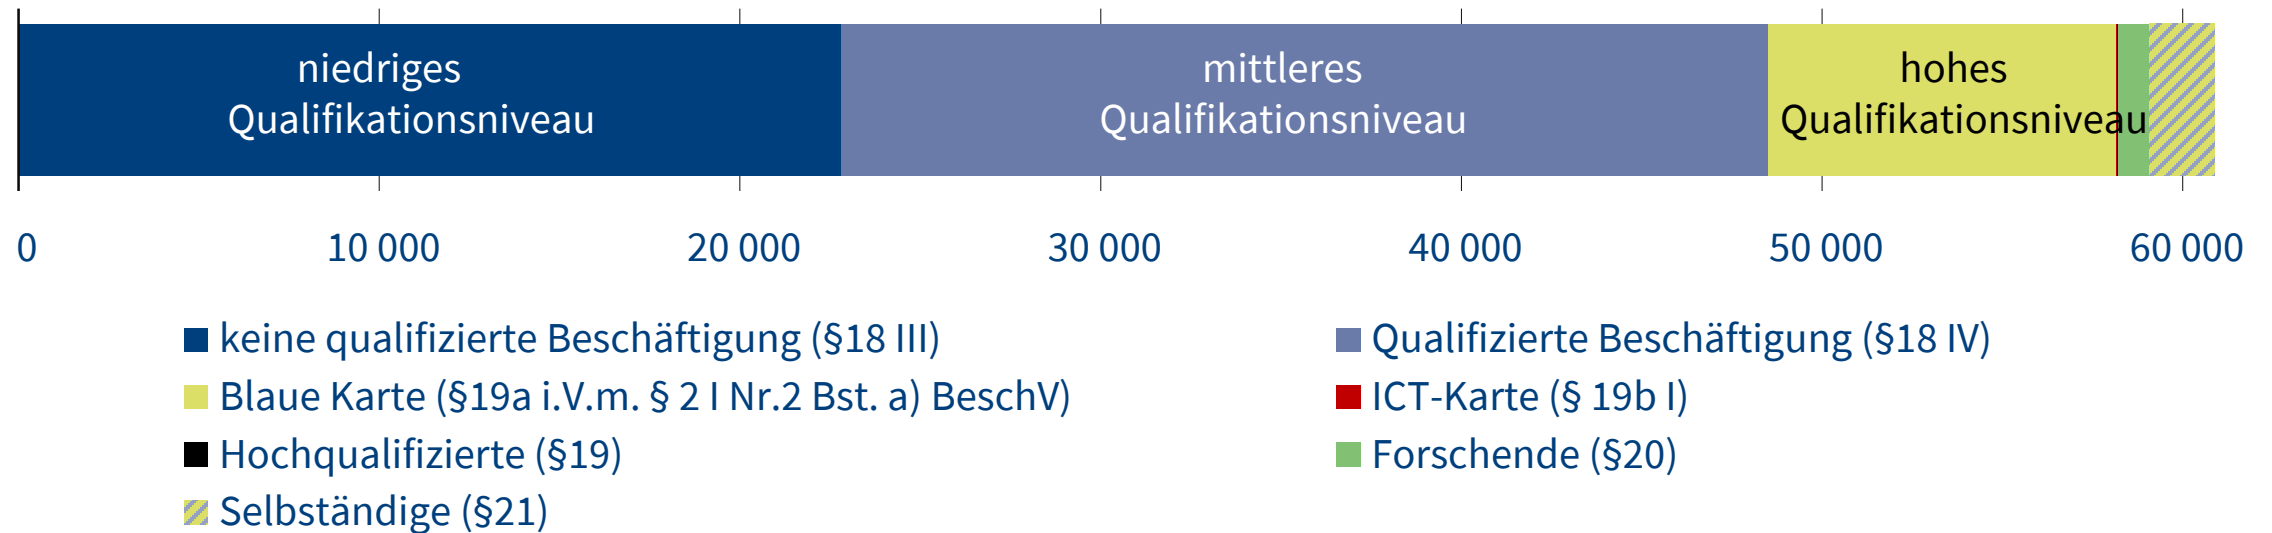 niedriges
Qualifikationsniveau
mittleres
Qualifikationsniveau
hohes
Qualifikationsniveau
0 10 000 20 000 30 000 40 000 50 000 60 000
keine qualifizierte Beschäftigung (§18 III)
Qualifizierte Beschäftigung (§18 IV)
Blaue Karte (§19a i.V.m. § 2 I Nr.2 Bst. a) BeschV)
ICT-Karte (§ 19b I)
Hochqualifizierte (§19)
Forschende (§20)
Selbständige (§21)